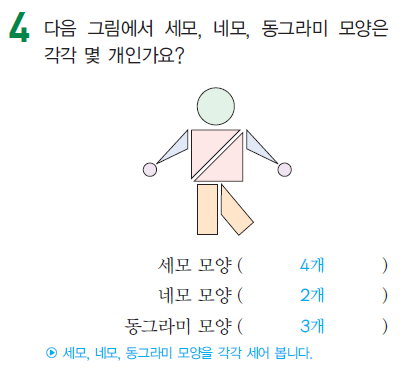 4 다음 그림에서 세모, 네모, 동그라미 모양은
각각 몇 개인가요?
세모 모양 ( 4개 )
네모 모양 ( 2개 )
동그라미 모양 ( 3개 )
▷ 세모, 네모, 동그라미 모양을 각각 세어 봅니다.